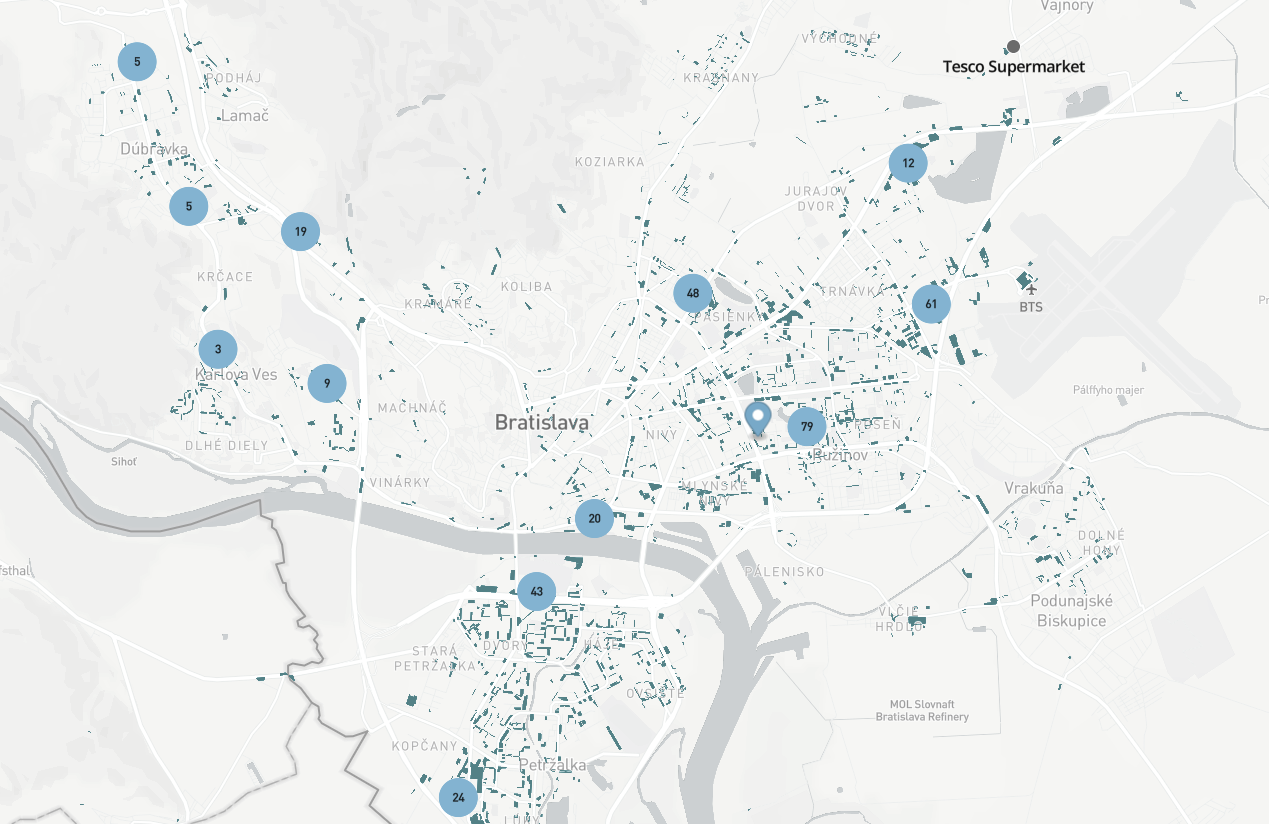 Vajnory
VÝCHODNÉ
Tesco Supermarket
5
PODHÁJ
KRASŇANY
Lamač
Dúbravka
KOZIARKA
12
JURAJOV
DVOR
5
19
KRČACE
KOLIBA
KRAMÁRE
48
TRNÁVKA
61
PASIENKY
BTS
3
Karlova Ves
9
Pálffyho majer
MACHNÁČ
Bratislava
79
PRESEŇ
NIVY
DLHÉ DIELY
Ružinov
Sihoť
VINÁRKY
MLYNSKÉ
NIVY
Vrakuňa
20
DOLNÉ
HONY
fsthal
PÁLENISKO
43
Podunajské
Biskupice
VLČIE
HRDLO
DVORY
HÁJE
STARÁ
PETRŽALKA
OVSIŠTE
MOL Slovnaft
Bratislava Refinery
KOPČANY
Petržalka
24
LÚKY